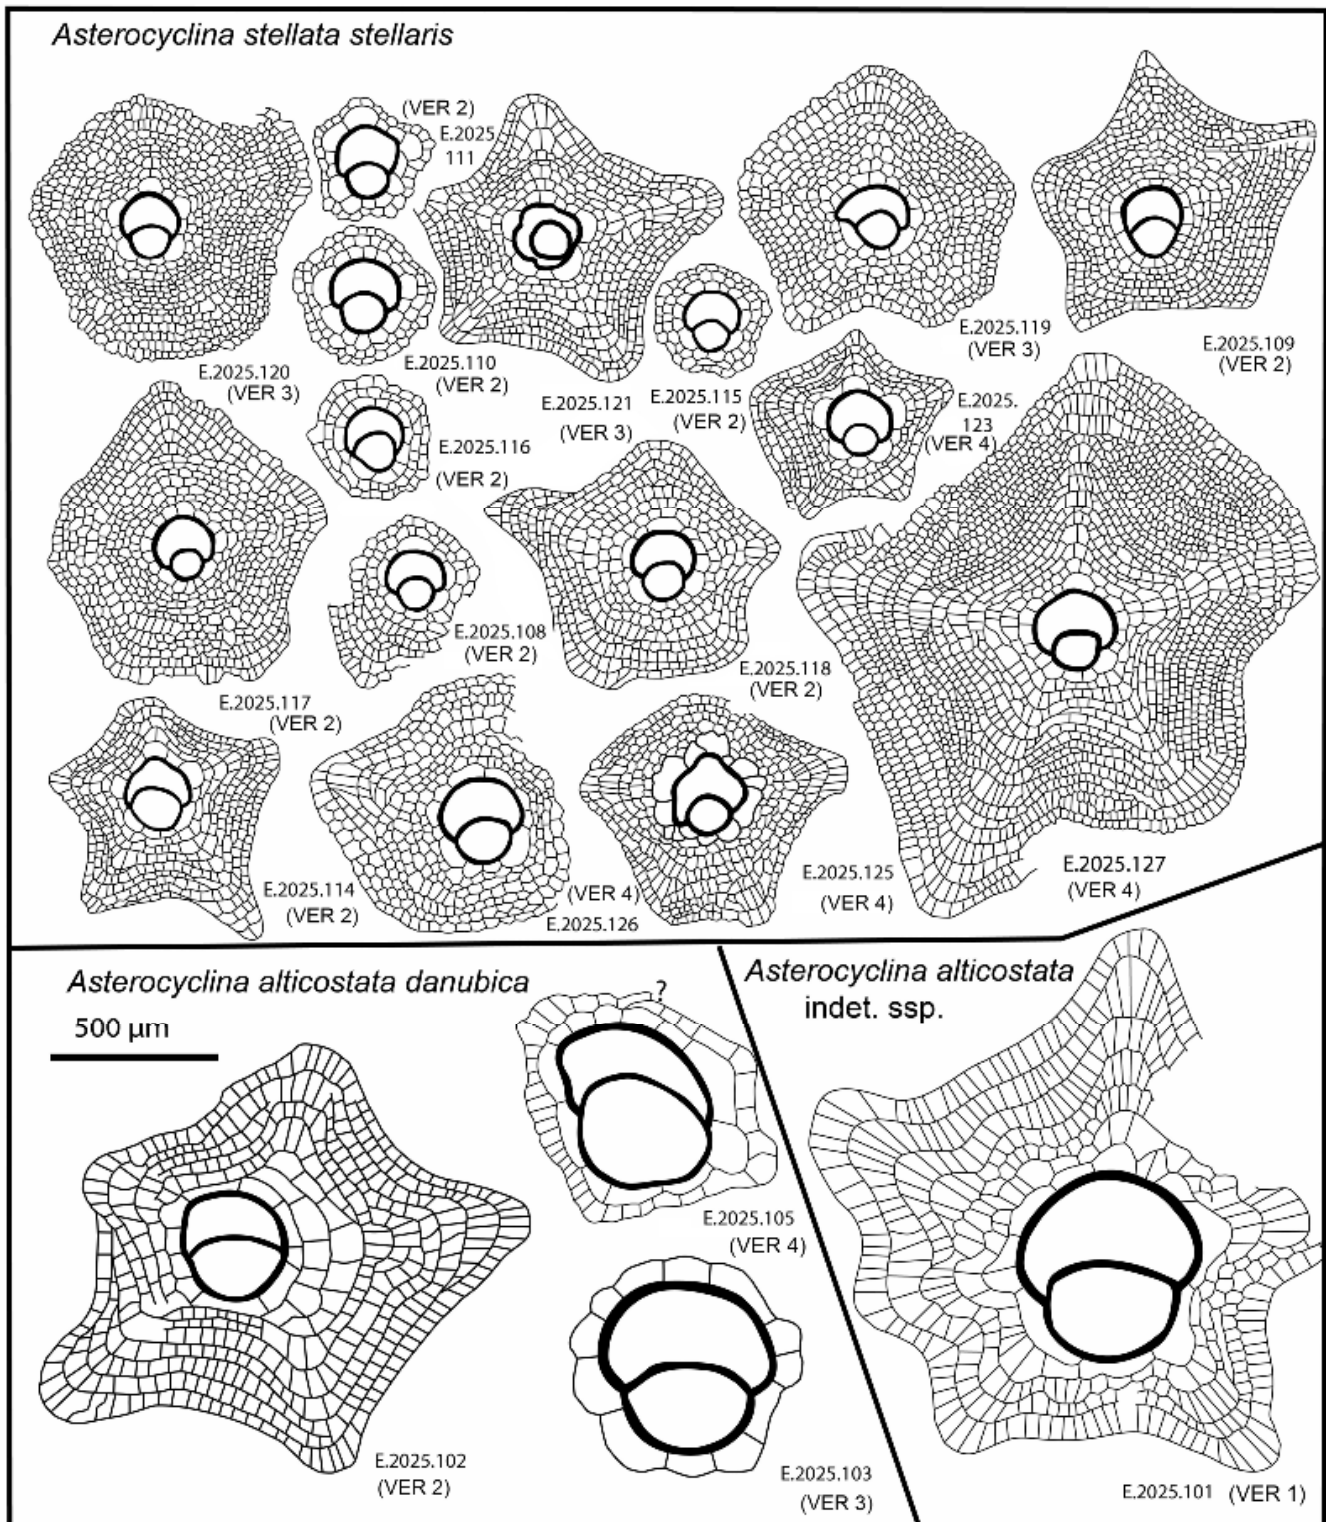 Asterocyclina stellata stellaris
(VER 2)
E.2025
111
E.2025.120
(VER 3)
E.2025.110
(VER 2)
E.2025.121
(VER 3)
E.2025.115
(VER 2)
E.2025.119
(VER 3)
E.2025.109
(VER 2)
E.2025.116
(VER 2)
E.2025.
123
(VER 4)
E.2025.117
(VER 2)
E.2025.108
(VER 2)
E.2025.118
(VER 2)
E.2025.114
(VER 2)
(VER 4)
E.2025.126
E.2025.125
(VER 4)
E.2025.127
(VER 4)
Asterocyclina alticostata danubica
500 µm
?
E.2025.105
(VER 4)
E.2025.102
(VER 2)
E.2025.103
(VER 3)
Asterocyclina alticostata
indet. ssp.
E.2025.101 (VER 1)